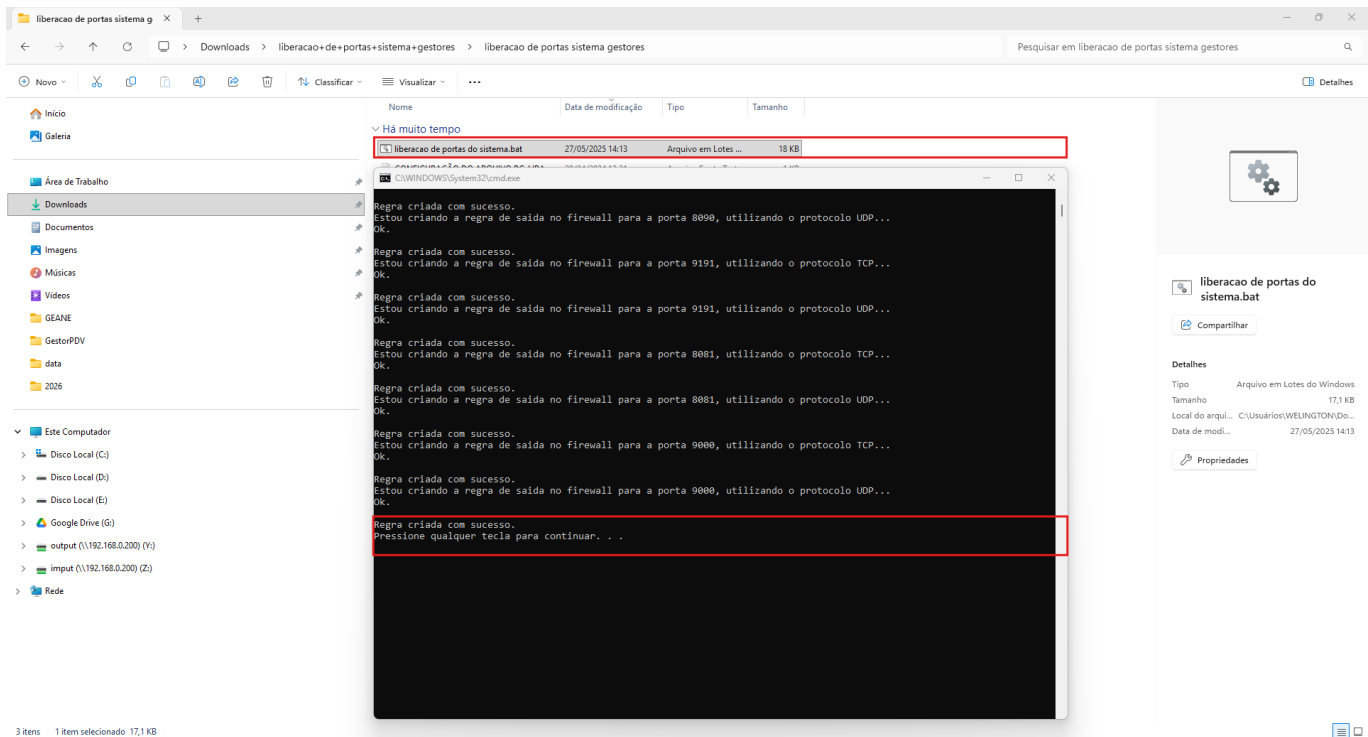 liberacao de portas sistema g
Downloads > liberacao+de+portas+sistema+gestores > liberacao de portas sistema gestores
Pesquisar em liberacao de portas sistema gestores
Novo
Classificar
Visualizar
Detalhes
Início
Galeria
Área de Trabalho
Downloads
Documentos
Imagens
Músicas
Vídeos
GEANE
GestorPDV
data
2026
Este Computador
Disco Local (C:)
Disco Local (D:)
Disco Local (E:)
Google Drive (G:)
output (\\192.168.0.200) (Y:)
imput (\\192.168.0.200) (Z:)
Rede
Nome Data de modificação Tipo Tamanho
Há muito tempo
liberacao de portas do sistema.bat 27/05/2025 14:13 Arquivo em Lotes ... 18 KB
C:\WINDOWS\System32\cmd.exe
Regra criada com sucesso.
Estou criando a regra de saida no firewall para a porta 8090, utilizando o protocolo UDP...
Ok.
Regra criada com sucesso.
Estou criando a regra de saida no firewall para a porta 9191, utilizando o protocolo TCP...
Ok.
Regra criada com sucesso.
Estou criando a regra de saida no firewall para a porta 9191, utilizando o protocolo UDP...
Ok.
Regra criada com sucesso.
Estou criando a regra de saida no firewall para a porta 8081, utilizando o protocolo TCP...
Ok.
Regra criada com sucesso.
Estou criando a regra de saida no firewall para a porta 8081, utilizando o protocolo UDP...
Ok.
Regra criada com sucesso.
Estou criando a regra de saida no firewall para a porta 9000, utilizando o protocolo TCP...
Ok.
Regra criada com sucesso.
Estou criando a regra de saida no firewall para a porta 9000, utilizando o protocolo UDP...
Ok.
Regra criada com sucesso.
Pressione qualquer tecla para continuar. . .
liberacao de portas do
sistema.bat
Compartilhar
Detalhes
Tipo Arquivo em Lotes do Windows
Tamanho 17,1 KB
Local do arqui... C:\Usuários\WELINGTON\Do...
Data de modi... 27/05/2025 14:13
Propriedades
3 itens 1 item selecionado 17,1 KB